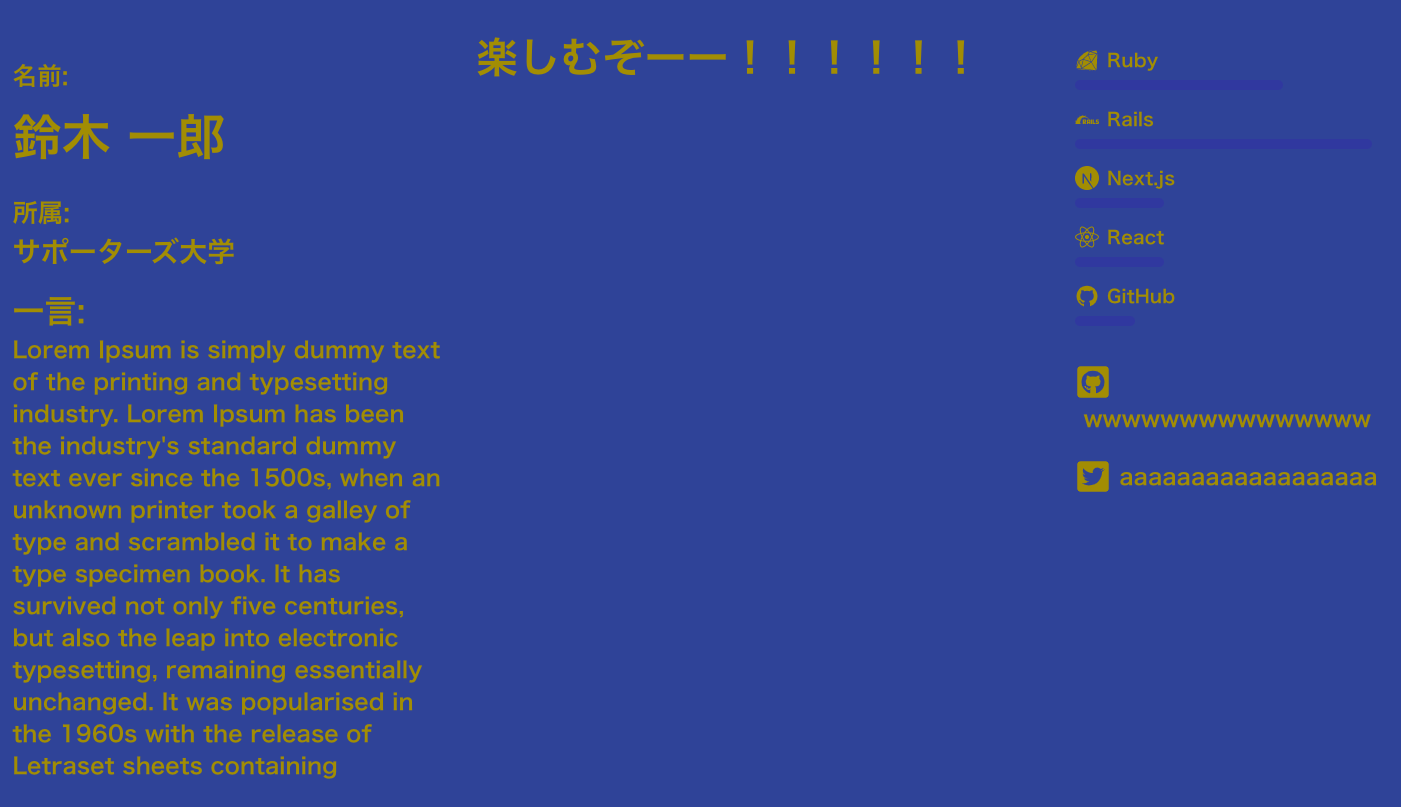 楽しむぞーー！！！！！！
名前:
鈴木 一郎
所属:
サポーターズ大学
一言:
Lorem Ipsum is simply dummy text
of the printing and typesetting
industry. Lorem Ipsum has been
the industry's standard dummy
text ever since the 1500s, when an
unknown printer took a galley of
type and scrambled it to make a
type specimen book. It has
survived not only five centuries,
but also the leap into electronic
typesetting, remaining essentially
unchanged. It was popularised in
the 1960s with the release of
Letraset sheets containing
Ruby
RAILS Rails
N Next.js
React
GitHub
wwwwwwwwwwwwwww
aaaaaaaaaaaaaaaaaa